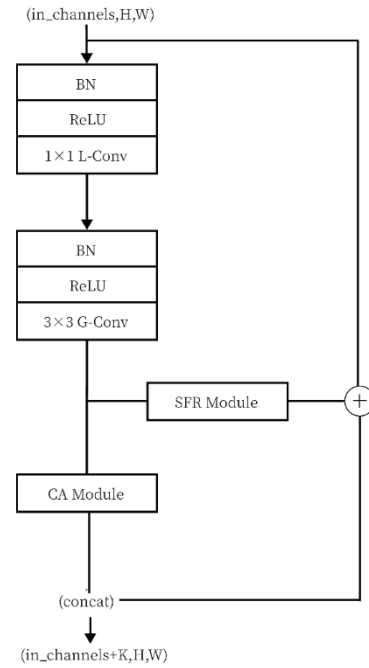 (in_channels,H,W)
BN
ReLU
1×1 L-Conv
BN
ReLU
3×3 G-Conv
SFR Module
+
CA Module
(concat)
(in_channels+K,H,W)